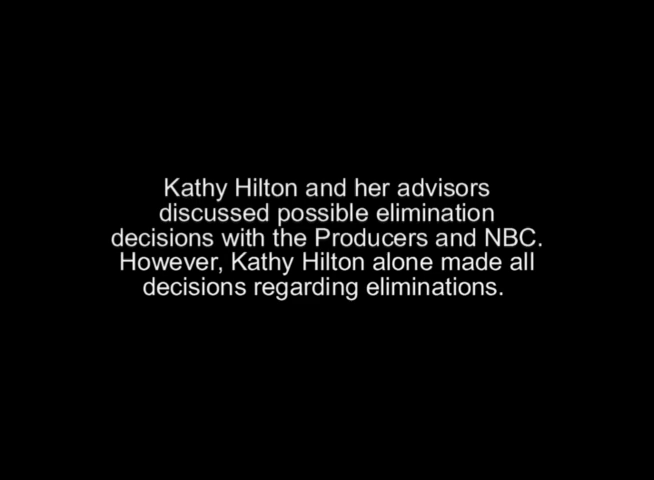 Kathy Hilton and her advisors
discussed possible elimination
decisions with the Producers and NBC.
However, Kathy Hilton alone made all
decisions regarding eliminations.